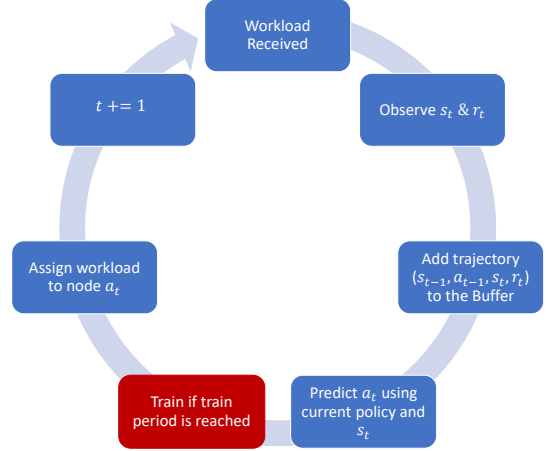 Workload
Received
Observe $s_t$ & $r_t$
Add trajectory
$(s_{t-1}, a_{t-1}, s_t, r_t)$
to the Buffer
Predict $a_t$ using
current policy and
$s_t$
Train if train
period is reached
Assign workload
to node $a_t$
$t$ += 1